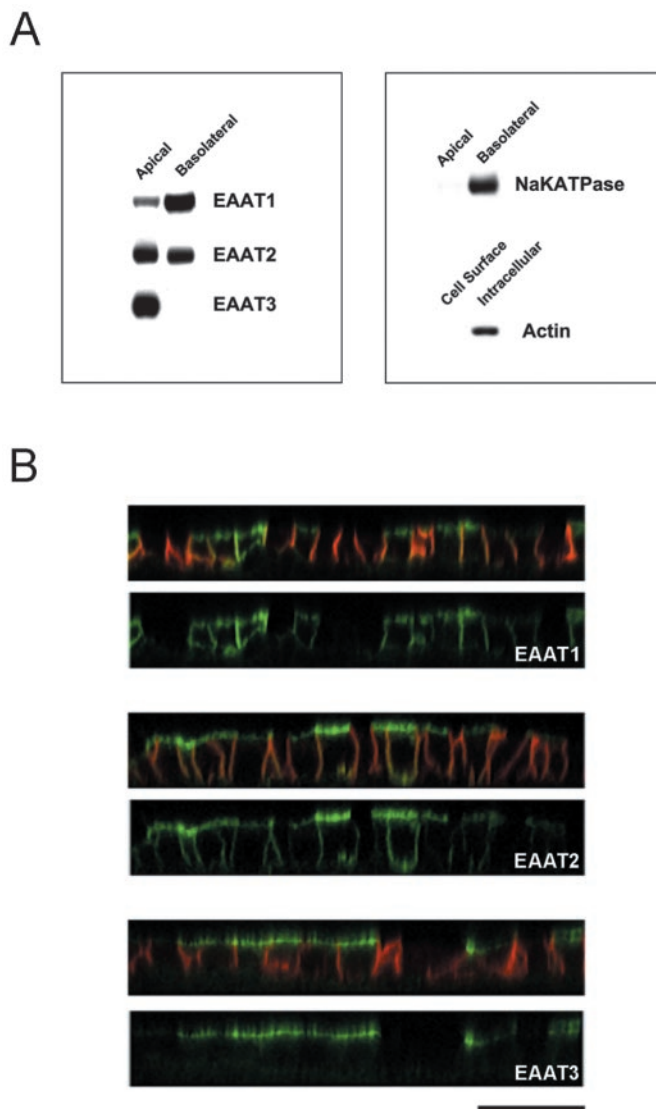 A
Apical
Basolateral
EAAT1
EAAT2
EAAT3
Apical
Basolateral
NaKATPase
Cell Surface
Intracellular
Actin
B
EAAT1
EAAT2
EAAT3